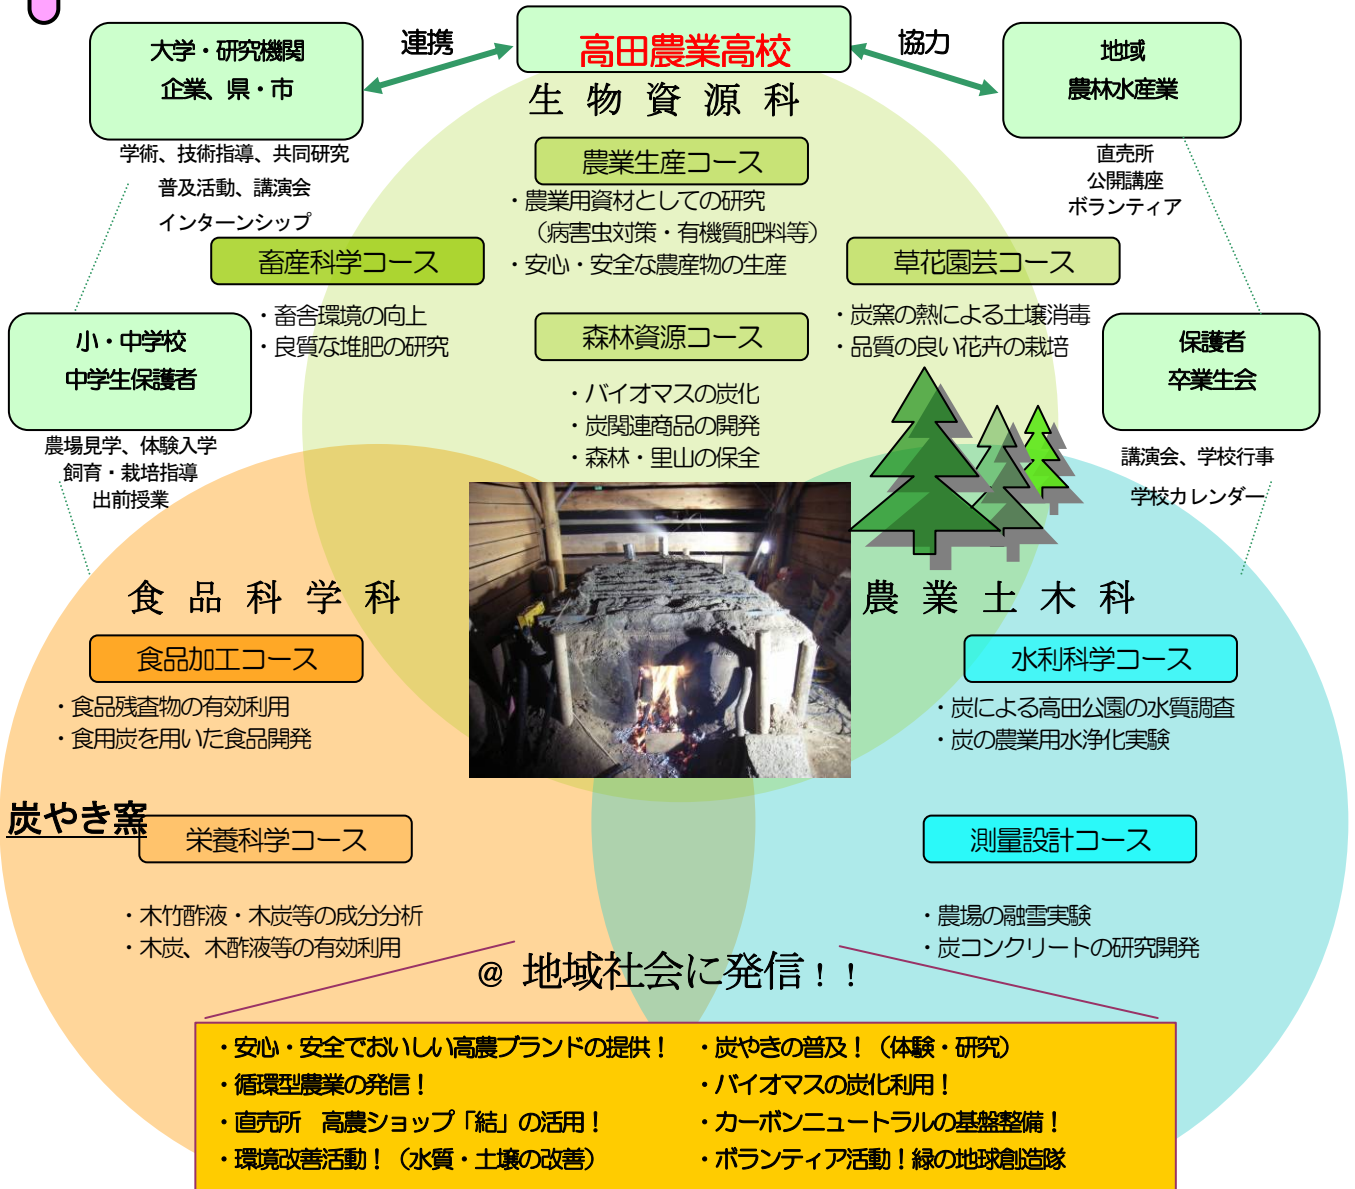 連携
高田農業高校
協力
大学・研究機関
企業、県・市
学術、技術指導、共同研究
普及活動、講演会
インターンシップ
地域
農林水産業
直売所
公開講座
ボランティア
生物資源科
農業生産コース
・農業用資材としての研究
（病害虫対策・有機質肥料等）
・安心・安全な農産物の生産
畜産科学コース
・畜舎環境の向上
・良質な堆肥の研究
森林資源コース
・バイオマスの炭化
・炭関連商品の開発
・森林・里山の保全
草花園芸コース
・炭窯の熱による土壌消毒
・品質の良い花卉の栽培
小・中学校
中学生保護者
農場見学、体験入学
飼育・栽培指導
出前授業
保護者
卒業生会
講演会、学校行事
学校カレンダー
食品科学科
食品加工コース
・食品残査物の有効利用
・食用炭を用いた食品開発
炭やき窯
栄養科学コース
・木竹酢液・木炭等の成分分析
・木炭、木酢液等の有効利用
農業土木科
水利科学コース
・炭による高田公園の水質調査
・炭の農業用水浄化実験
測量設計コース
・農場の融雪実験
・炭コンクリートの研究開発
@ 地域社会に発信！！
・安心・安全でおいしい高農ブランドの提供！
・循環型農業の発信！
・直売所　高農ショップ「結」の活用！
・環境改善活動！（水質・土壌の改善）
・炭やきの普及！（体験・研究）
・バイオマスの炭化利用！
・カーボンニュートラルの基盤整備！
・ボランティア活動！緑の地球創造隊